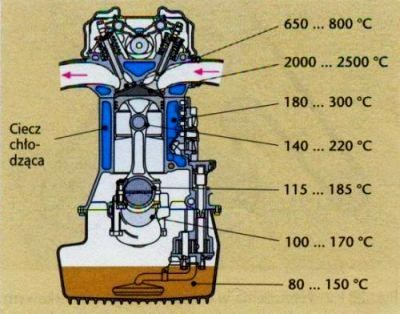 650 ... 800 °C
2000 ... 2500 °C
180 ... 300 °C
Ciecz
chło-
dząca
140 ... 220 °C
115 ... 185 °C
100 ... 170 °C
80 ... 150 °C